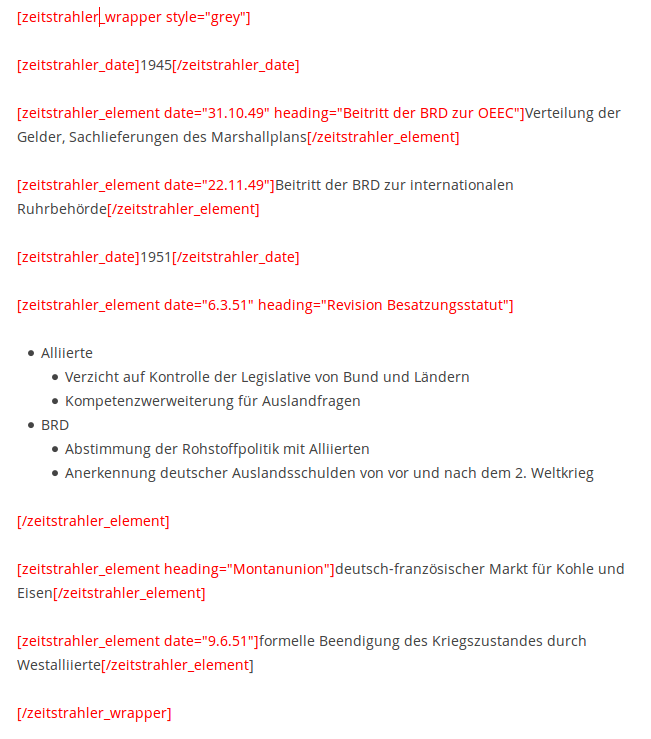 [zeitstrahler_wrapper style="grey"]
[zeitstrahler_date]1945[/zeitstrahler_date]
[zeitstrahler_element date="31.10.49" heading="Beitritt der BRD zur OEEC"]Verteilung der
Gelder, Sachlieferungen des Marshallplans[/zeitstrahler_element]
[zeitstrahler_element date="22.11.49"]Beitritt der BRD zur internationalen
Ruhrbehörde[/zeitstrahler_element]
[zeitstrahler_date]1951[/zeitstrahler_date]
[zeitstrahler_element date="6.3.51" heading="Revision Besatzungsstatut"]
• Alliierte
• Verzicht auf Kontrolle der Legislative von Bund und Ländern
• Kompetenzwerweiterung für Auslandfragen
• BRD
• Abstimmung der Rohstoffpolitik mit Alliierten
• Anerkennung deutscher Auslandsschulden von vor und nach dem 2. Weltkrieg
[/zeitstrahler_element]
[zeitstrahler_element heading="Montanunion"]deutsch-französischer Markt für Kohle und
Eisen[/zeitstrahler_element]
[zeitstrahler_element date="9.6.51"]formelle Beendigung des Kriegszustandes durch
Westalliierte[/zeitstrahler_element]
[/zeitstrahler_wrapper]